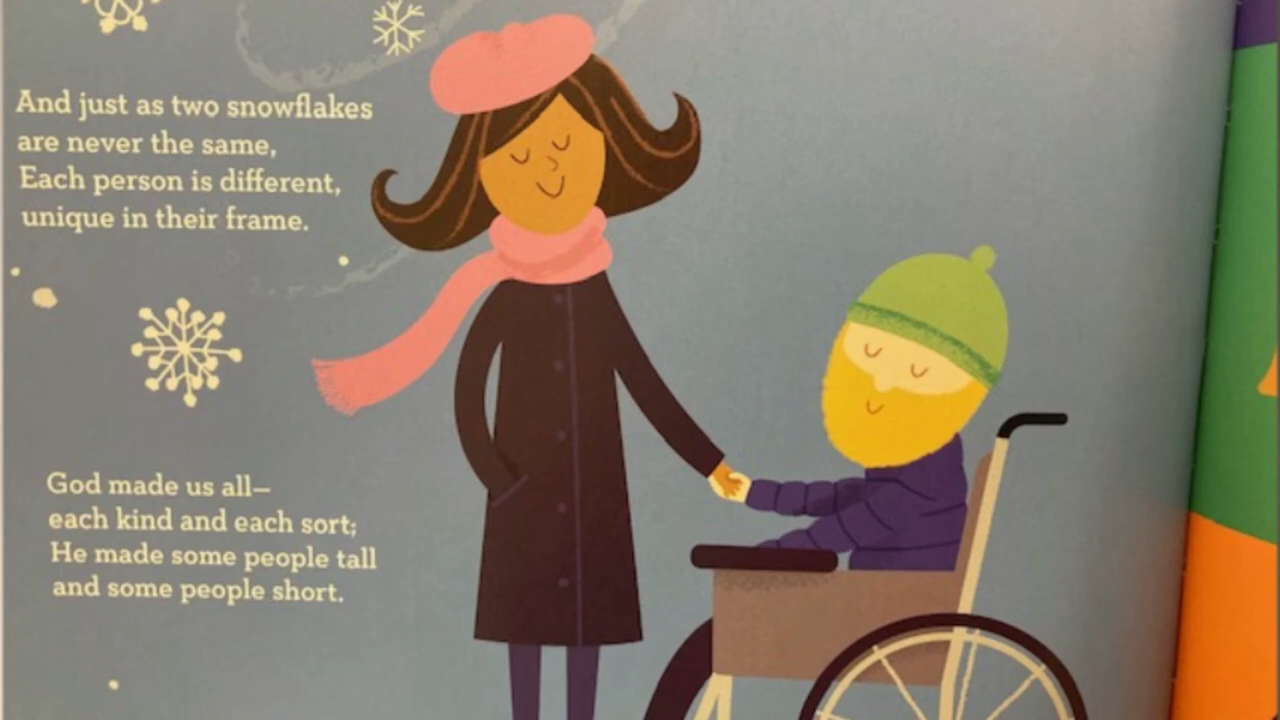 And just as two snowflakes
are never the same,
Each person is different,
unique in their frame.
God made us all—
each kind and each sort;
He made some people tall
and some people short.